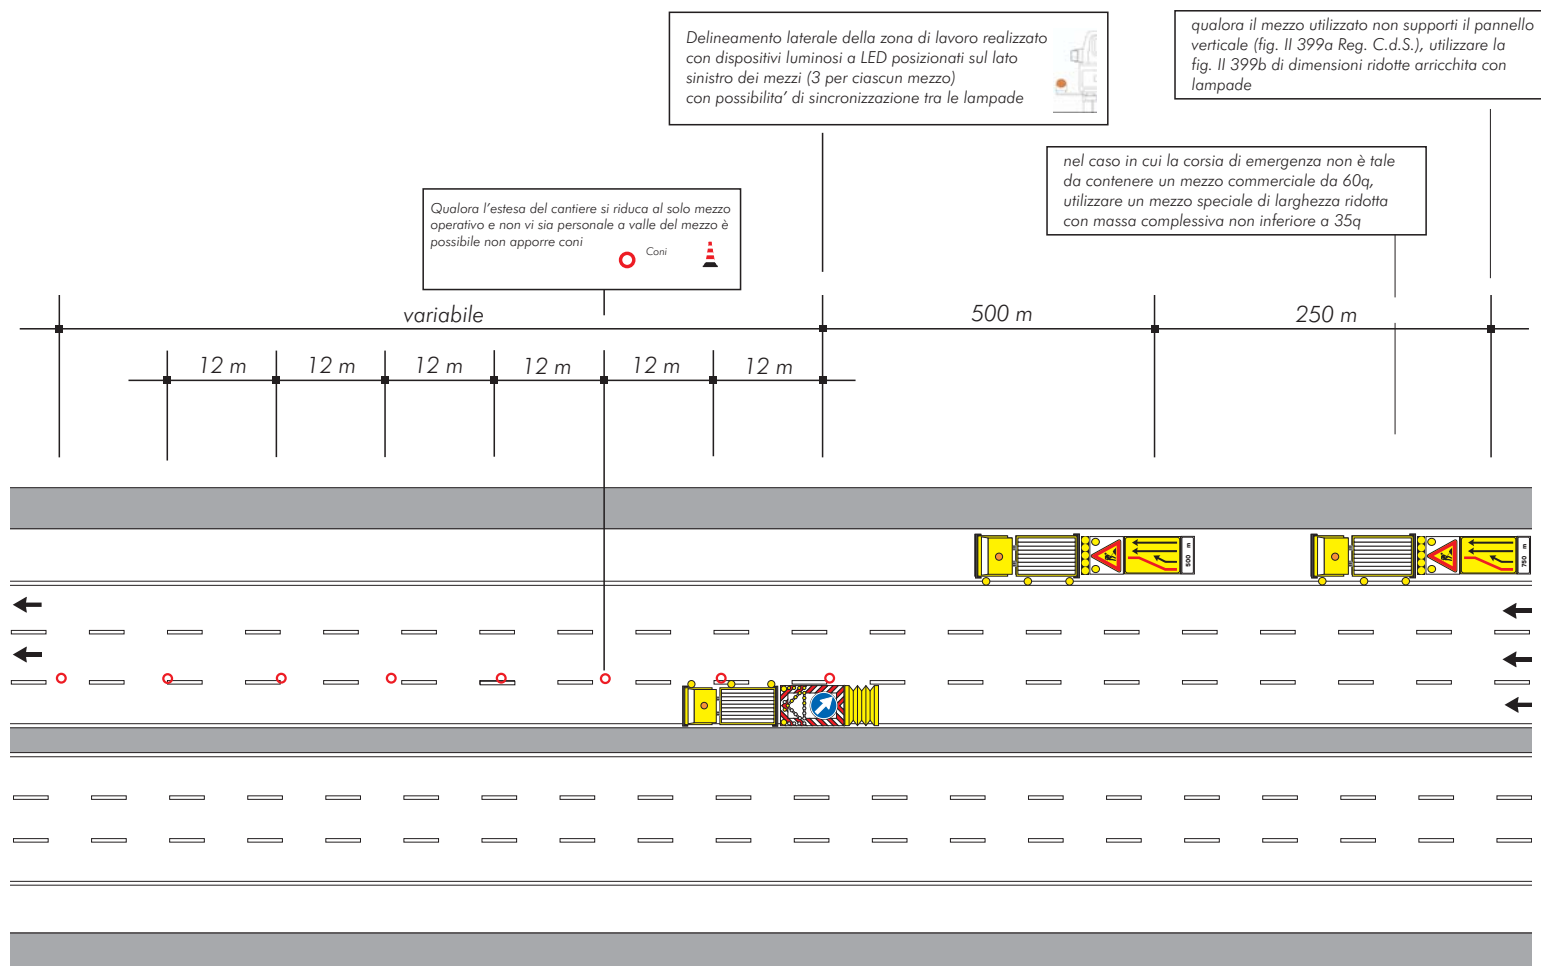 Delineamento laterale della zona di lavoro realizzato
con dispositivi luminosi a LED posizionati sul lato
sinistro dei mezzi (3 per ciascun mezzo)
con possibilita’ di sincronizzazione tra le lampade
qualora il mezzo utilizzato non supporti il pannello
verticale (fig. II 399a Reg. C.d.S.), utilizzare la
fig. II 399b di dimensioni ridotte arricchita con
lampade
nel caso in cui la corsia di emergenza non è tale
da contenere un mezzo commerciale da 60q,
utilizzare un mezzo speciale di larghezza ridotta
con massa complessiva non inferiore a 35q
Qualora l’estesa del cantiere si riduca al solo mezzo
operativo e non vi sia personale a valle del mezzo è
possibile non apporre coni
Coni
variabile
500 m
250 m
12 m
12 m
12 m
12 m
12 m
12 m
500 m
750 m